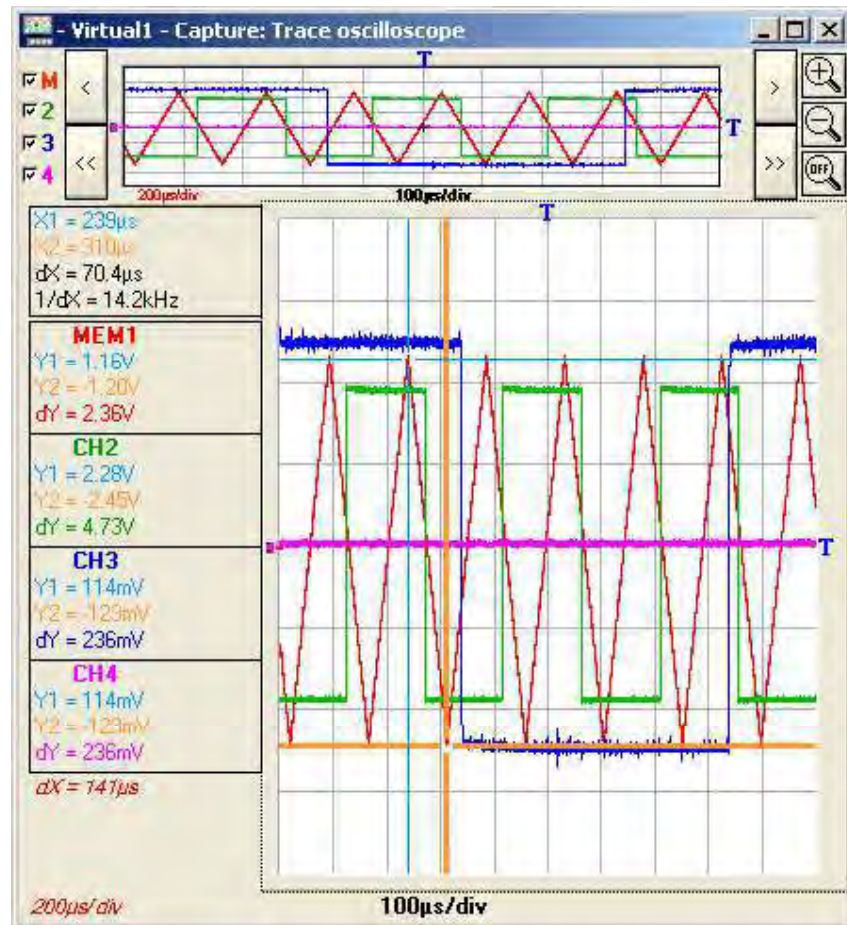 - Virtual1 - Capture: Trace oscilloscope
T
M
<
>
2
3
T
4
<<
>>
OFF
200µs/div
100µs/div
X1 = 239µs
X2 = 310µs
dX = 70.4µs
1/dX = 14.2kHz
T
MEM1
Y1 = 1.16V
Y2 = -1.20V
dY = 2.36V
CH2
Y1 = 2.28V
Y2 = -2.45V
dY = 4.73V
CH3
Y1 = 114mV
Y2 = -123mV
dY = 236mV
T
CH4
Y1 = 114mV
Y2 = -123mV
dY = 236mV
dX = 141µs
200µs/div
100µs/div